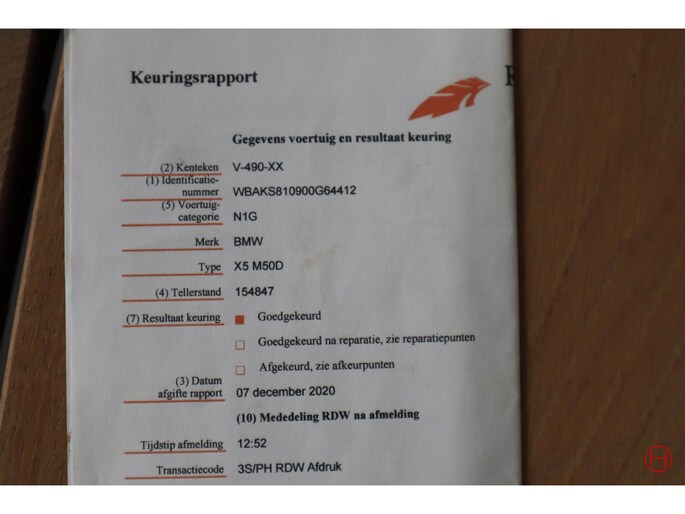 Keuringsrapport
R
Gegevens voertuig en resultaat keuring
(2) Kenteken V-490-XX
(1) Identificatie-
nummer WBAKS810900G64412
(5) Voertuig-
categorie N1G
Merk BMW
Type X5 M50D
(4) Tellerstand 154847
(7) Resultaat keuring Goedgekeurd
Goedgekeurd na reparatie, zie reparatiepunten
Afgekeurd, zie afkeurpunten
(3) Datum
afgifte rapport 07 december 2020
(10) Mededeling RDW na afmelding
Tijdstip afmelding 12:52
Transactiecode 3S/PH RDW Afdruk